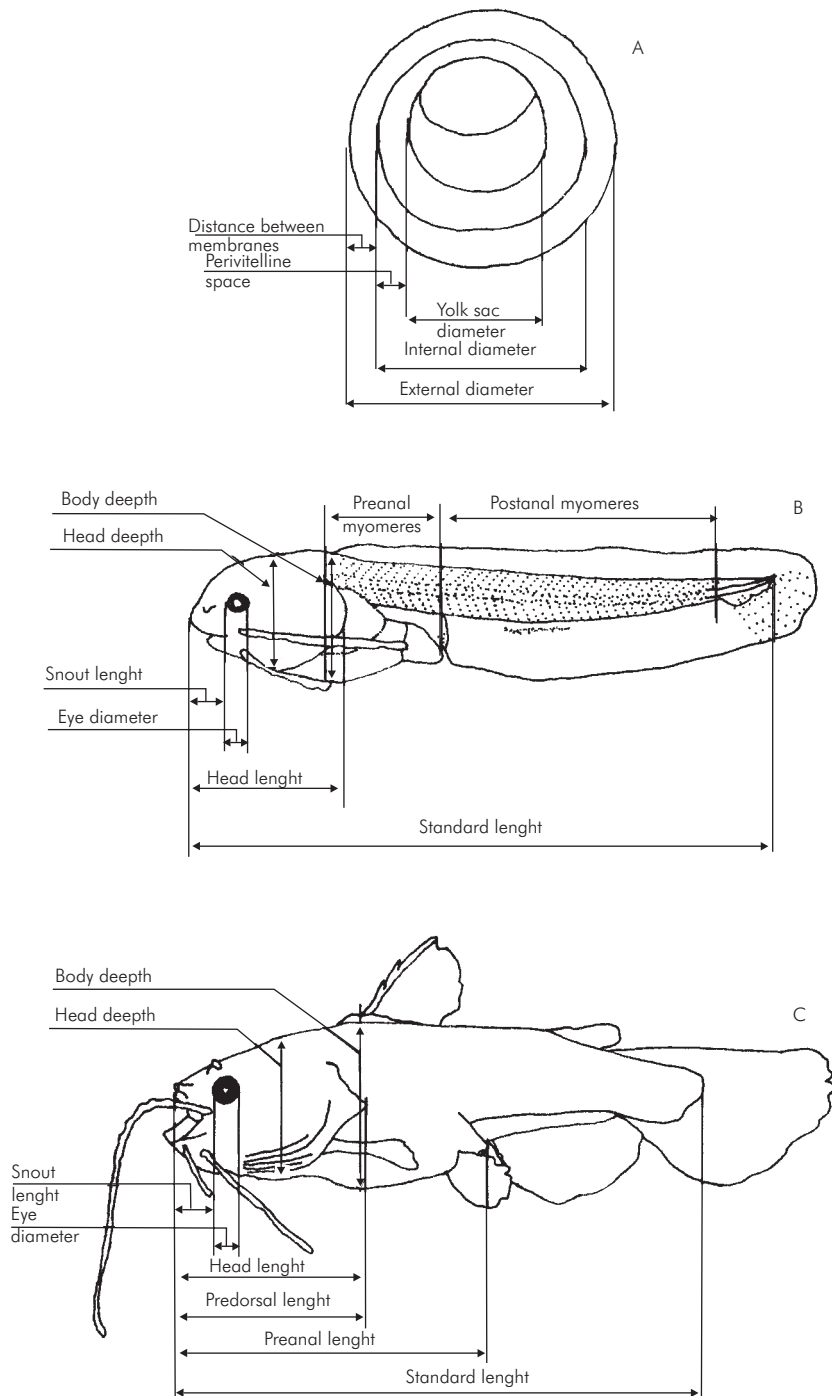 A
Distance between
membranes
Perivitelline
space
Yolk sac
diameter
Internal diameter
External diameter
Body deepth
Head deepth
Preanal
myomeres
Postanal myomeres
B
Snout lenght
Eye diameter
Head lenght
Standard lenght
Body deepth
Head deepth
C
Snout
lenght
Eye
diameter
Head lenght
Predorsal lenght
Preanal lenght
Standard lenght